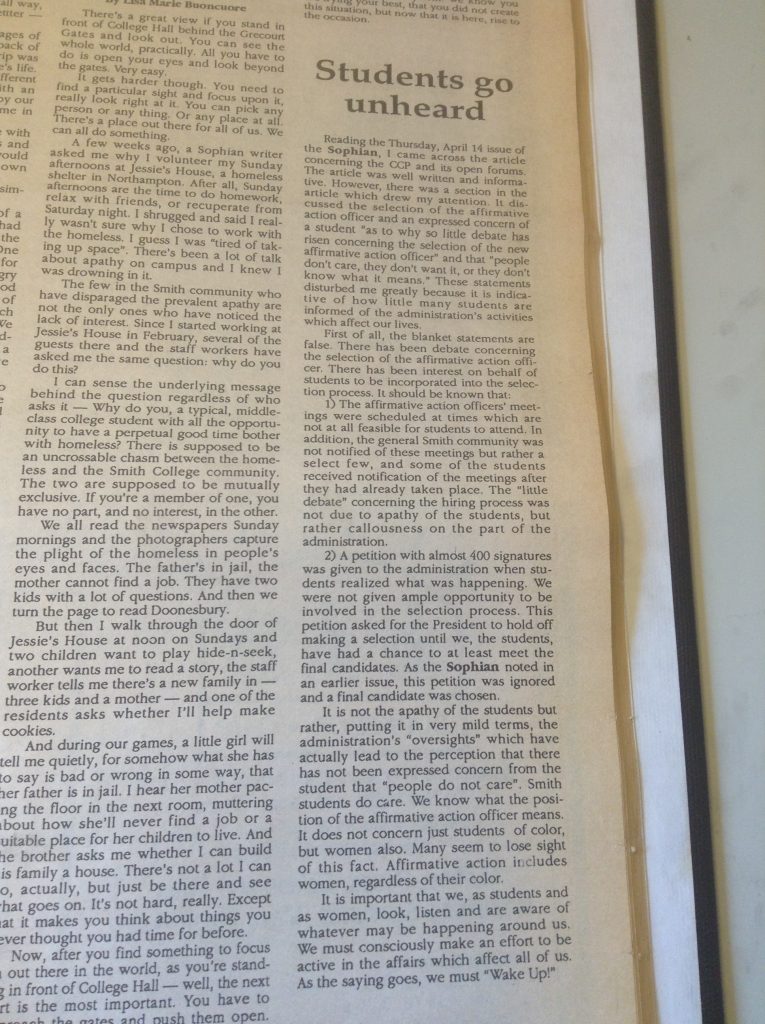 ail way,
etter —
ages of
back of
rip was
e's life.
fferent
ith an
by our
me in
e with
s and
would
own
sim-
of a
had
the
One
for
gry
od
of
ch
We
d-
a
e
by Lisa Marie Buoncuore
There's a great view if you stand in
front of College Hall behind the Grecourt
Gates and look out. You can see the
whole world, practically. All you have to
do is open your eyes and look beyond
the gates. Very easy.
It gets harder though. You need to
find a particular sight and focus upon it,
really look right at it. You can pick any
person or any thing. Or any place at all.
There's a place out there for all of us. We
can all do something.
A few weeks ago, a Sophian writer
asked me why I volunteer my Sunday
afternoons at Jessie's House, a homeless
shelter in Northampton. After all, Sunday
afternoons are the time to do homework,
relax with friends, or recuperate from
Saturday night. I shrugged and said I real-
ly wasn't sure why I chose to work with
the homeless. I guess I was "tired of tak-
ing up space". There's been a lot of talk
about apathy on campus and I knew I
was drowning in it.
The few in the Smith community who
have disparaged the prevalent apathy are
not the only ones who have noticed the
lack of interest. Since I started working at
Jessie's House in February, several of the
guests there and the staff workers have
asked me the same question: why do you
do this?
I can sense the underlying message
behind the question regardless of who
asks it — Why do you, a typical, middle-
class college student with all the opportu-
nity to have a perpetual good time bother
with homeless? There is supposed to be
an uncrossable chasm between the home-
less and the Smith College community.
The two are supposed to be mutually
exclusive. If you're a member of one, you
have no part, and no interest, in the other.
We all read the newspapers Sunday
mornings and the photographers capture
the plight of the homeless in people's
eyes and faces. The father's in jail, the
mother cannot find a job. They have two
kids with a lot of questions. And then we
turn the page to read Doonesbury.
But then I walk through the door of
Jessie's House at noon on Sundays and
two children want to play hide-n-seek,
another wants me to read a story, the staff
worker tells me there's a new family in —
three kids and a mother — and one of the
residents asks whether I'll help make
cookies.
And during our games, a little girl will
tell me quietly, for somehow what she has
to say is bad or wrong in some way, that
her father is in jail. I hear her mother pac-
ing the floor in the next room, muttering
about how she'll never find a job or a
uitable place for her children to live. And
he brother asks me whether I can build
is family a house. There's not a lot I can
o, actually, but just be there and see
hat goes on. It's not hard, really. Except
at it makes you think about things you
ever thought you had time for before.
Now, after you find something to focus
out there in the world, as you're stand-
g in front of College Hall — well, the next
rt is the most important. You have to
the gates and push them open.
your best, that you did not create
this situation, but now that it is here, rise to
the occasion.
Students go
unheard
Reading the Thursday, April 14 issue of
the Sophian, I came across the article
concerning the CCP and its open forums.
The article was well written and informa-
tive. However, there was a section in the
article which drew my attention. It dis-
cussed the selection of the affirmative
action officer and an expressed concern of
a student "as to why so little debate has
risen concerning the selection of the new
affirmative action officer" and that "people
don't care, they don't want it, or they don't
know what it means." These statements
disturbed me greatly because it is indica-
tive of how little many students are
informed of the administration's activities
which affect our lives.
First of all, the blanket statements are
false. There has been debate concerning
the selection of the affirmative action offi-
cer. There has been interest on behalf of
students to be incorporated into the selec-
tion process. It should be known that:
1) The affirmative action officers' meet-
ings were scheduled at times which are
not at all feasible for students to attend. In
addition, the general Smith community was
not notified of these meetings but rather a
select few, and some of the students
received notification of the meetings after
they had already taken place. The "little
debate" concerning the hiring process was
not due to apathy of the students, but
rather callousness on the part of the
administration.
2) A petition with almost 400 signatures
was given to the administration when stu-
dents realized what was happening. We
were not given ample opportunity to be
involved in the selection process. This
petition asked for the President to hold off
making a selection until we, the students,
have had a chance to at least meet the
final candidates. As the Sophian noted in
an earlier issue, this petition was ignored
and a final candidate was chosen.
It is not the apathy of the students but
rather, putting it in very mild terms, the
administration's "oversights" which have
actually lead to the perception that there
has not been expressed concern from the
student that "people do not care". Smith
students do care. We know what the posi-
tion of the affirmative action officer means.
It does not concern just students of color,
but women also. Many seem to lose sight
of this fact. Affirmative action includes
women, regardless of their color.
It is important that we, as students and
as women, look, listen and are aware of
whatever may be happening around us.
We must consciously make an effort to be
active in the affairs which affect all of us.
As the saying goes, we must "Wake Up!"